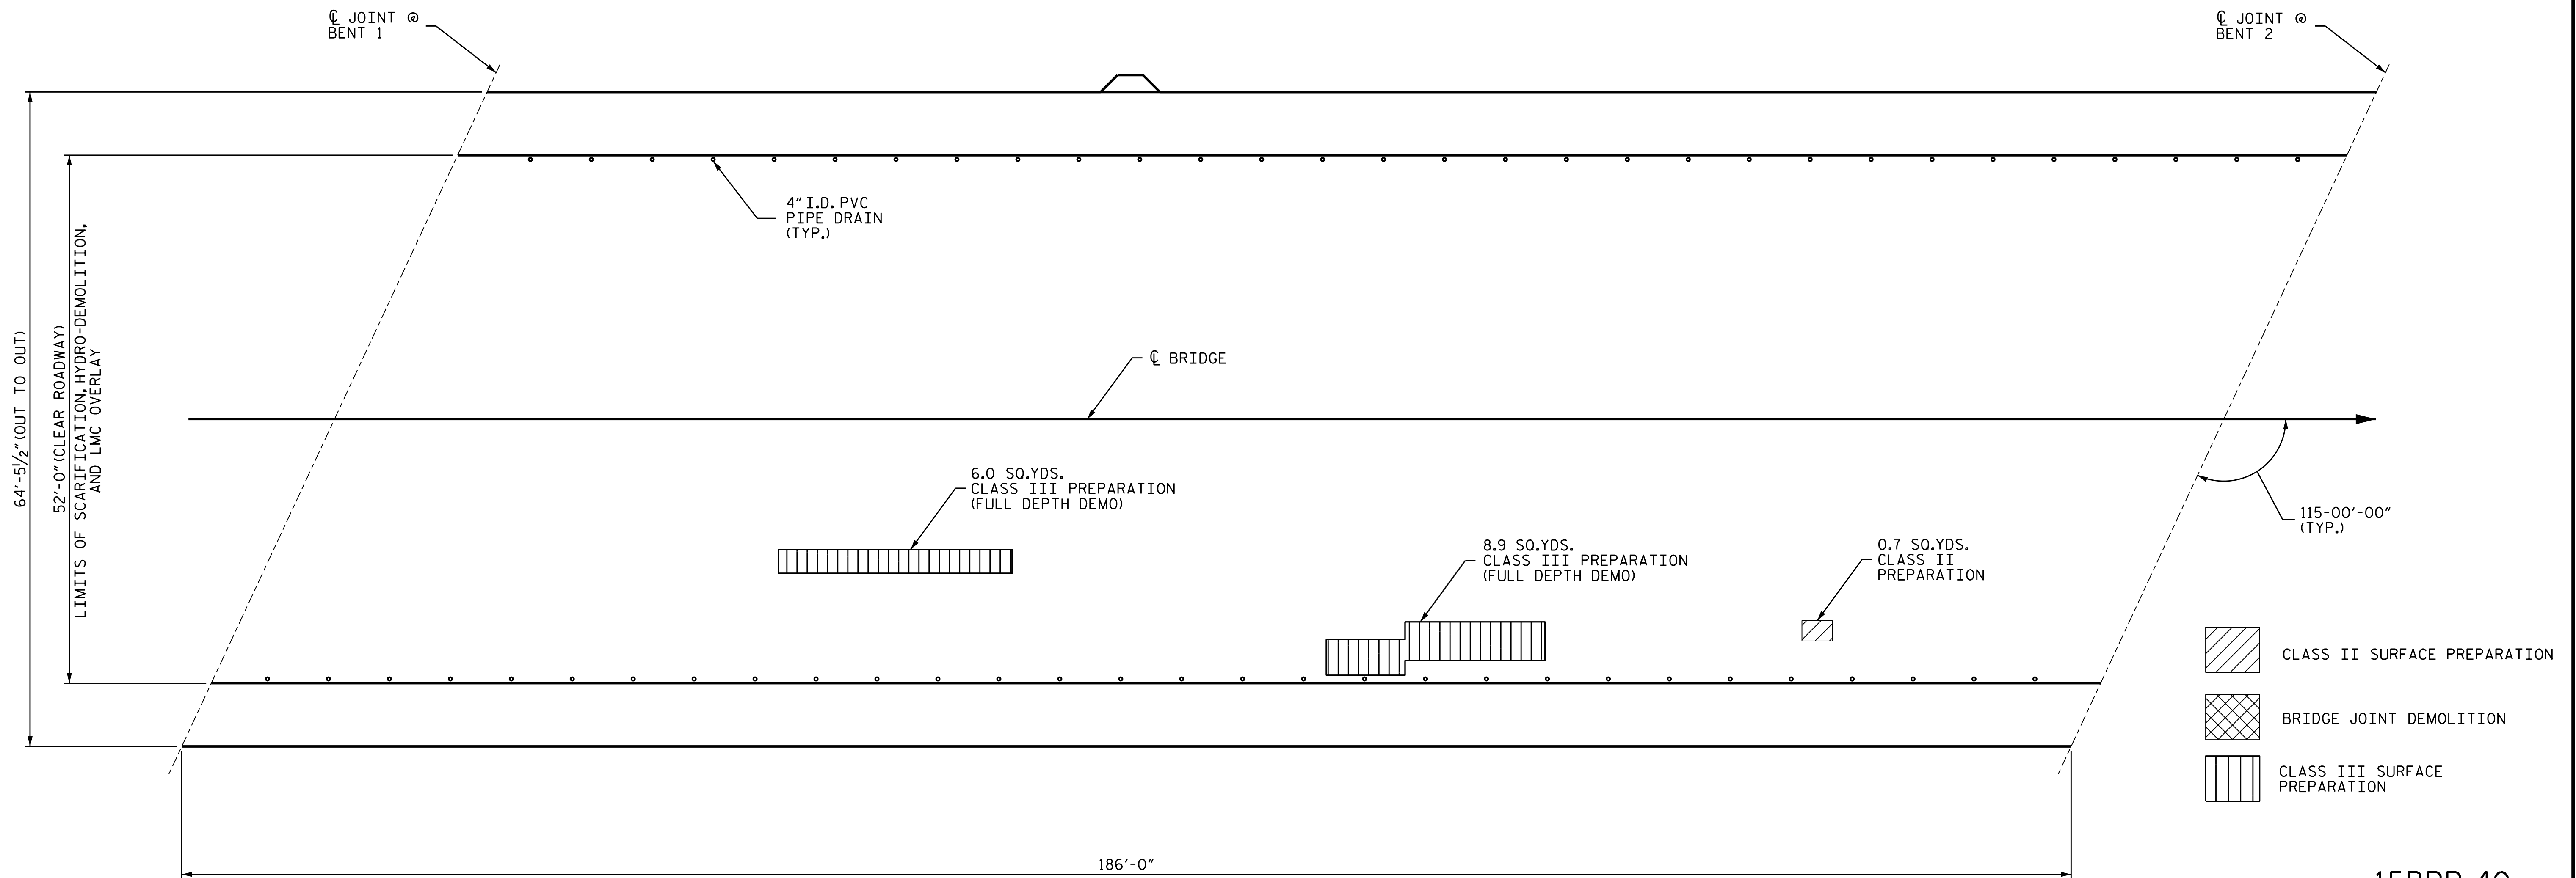 ℄ JOINT @
BENT 1
℄ JOINT @
BENT 2
4" I.D. PVC
PIPE DRAIN
(TYP.)
64'-5½" (OUT TO OUT)
52'-0" (CLEAR ROADWAY)
LIMITS OF SCARIFICATION, HYDRO-DEMOLITION,
AND LMC OVERLAY
℄ BRIDGE
6.0 SQ.YDS.
CLASS III PREPARATION
(FULL DEPTH DEMO)
8.9 SQ.YDS.
CLASS III PREPARATION
(FULL DEPTH DEMO)
0.7 SQ.YDS.
CLASS II
PREPARATION
115-00'-00"
(TYP.)
CLASS II SURFACE PREPARATION
BRIDGE JOINT DEMOLITION
CLASS III SURFACE
PREPARATION
186'-0"